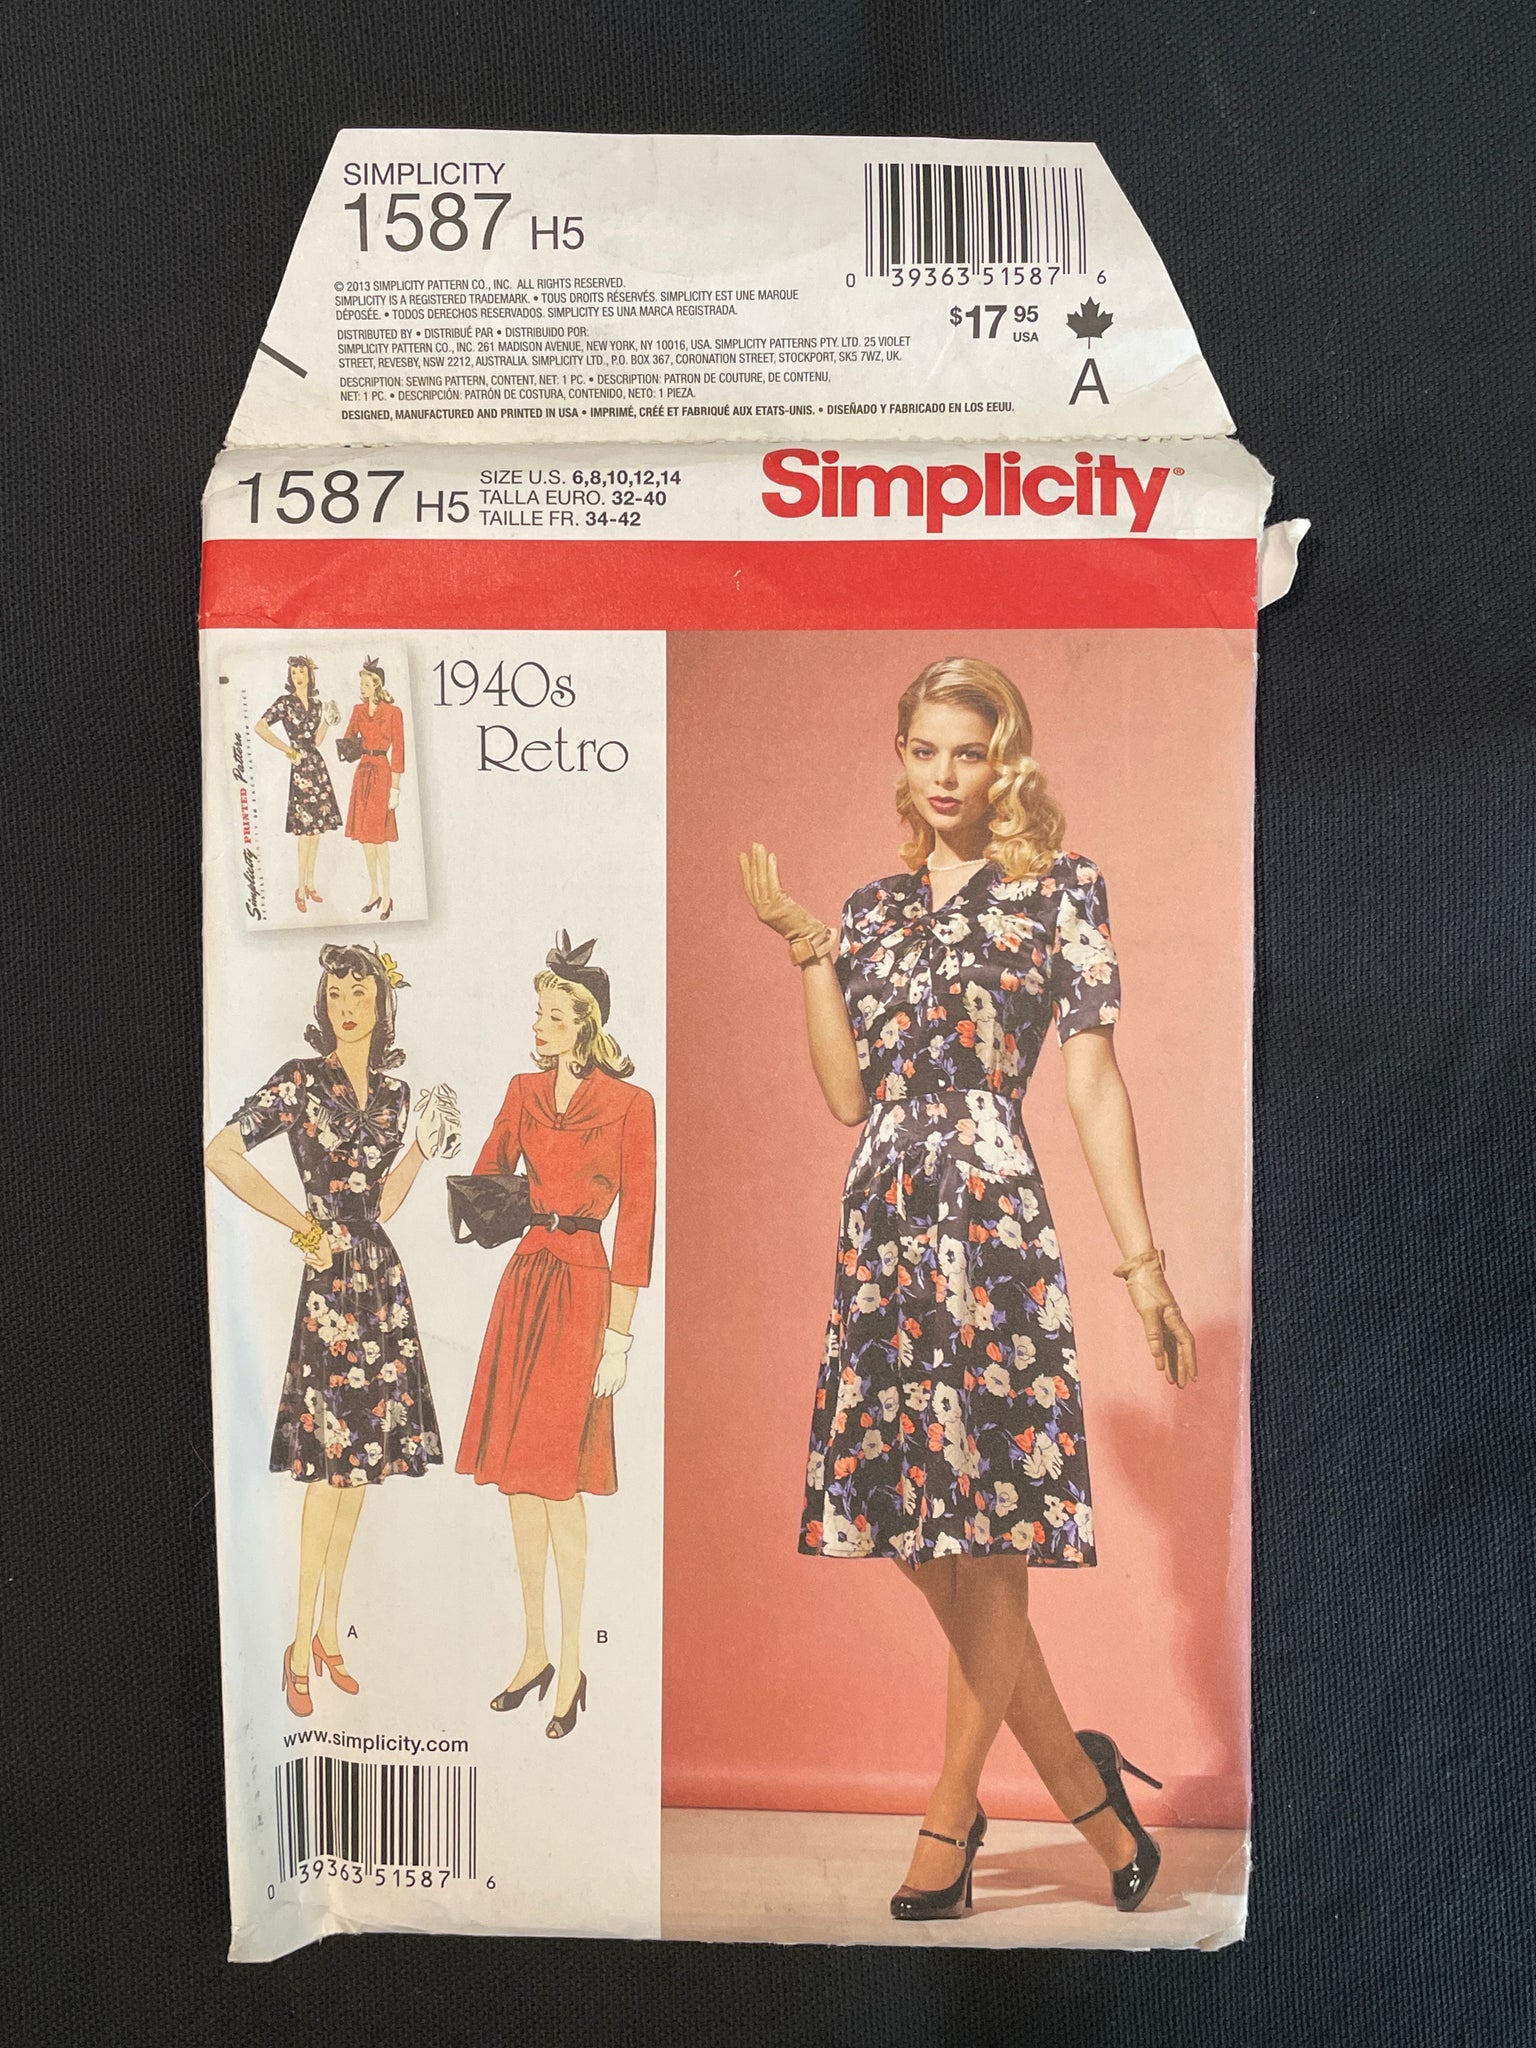 SIMPLICITY
1587 H5
0 39363 51587 6
© 2013 SIMPLICITY PATTERN CO., INC. ALL RIGHTS RESERVED.
SIMPLICITY IS A REGISTERED TRADEMARK. • TOUS DROITS RÉSERVÉS. SIMPLICITY EST UNE MARQUE
DÉPOSÉE. • TODOS DERECHOS RESERVADOS. SIMPLICITY ES UNA MARCA REGISTRADA.
$17 95
USA
A
DISTRIBUTED BY • DISTRIBUÉ PAR • DISTRIBUIDO POR:
SIMPLICITY PATTERN CO., INC. 261 MADISON AVENUE, NEW YORK, NY 10016, USA. SIMPLICITY PATTERNS PTY. LTD. 25 VIOLET
STREET, REVESBY, NSW 2212, AUSTRALIA. SIMPLICITY LTD., P.O. BOX 367, CORONATION STREET, STOCKPORT, SK5 7WZ, UK.
DESCRIPTION: SEWING PATTERN, CONTENT, NET: 1 PC. • DESCRIPTION: PATRON DE COUTURE, DE CONTENU,
NET: 1 PC. • DESCRIPCIÓN: PATRÓN DE COSTURA, CONTENIDO, NETO: 1 PIEZA.
DESIGNED, MANUFACTURED AND PRINTED IN USA • IMPRIMÉ, CRÉÉ ET FABRIQUÉ AUX ETATS-UNIS. • DISEÑADO Y FABRICADO EN LOS EEUU.
1587 H5
SIZE U.S. 6,8,10,12,14
TALLA EURO. 32-40
TAILLE FR. 34-42
Simplicity®
1940s
Retro
Simplicity PRINTED Pattern
A
B
www.simplicity.com
0 39363 51587 6